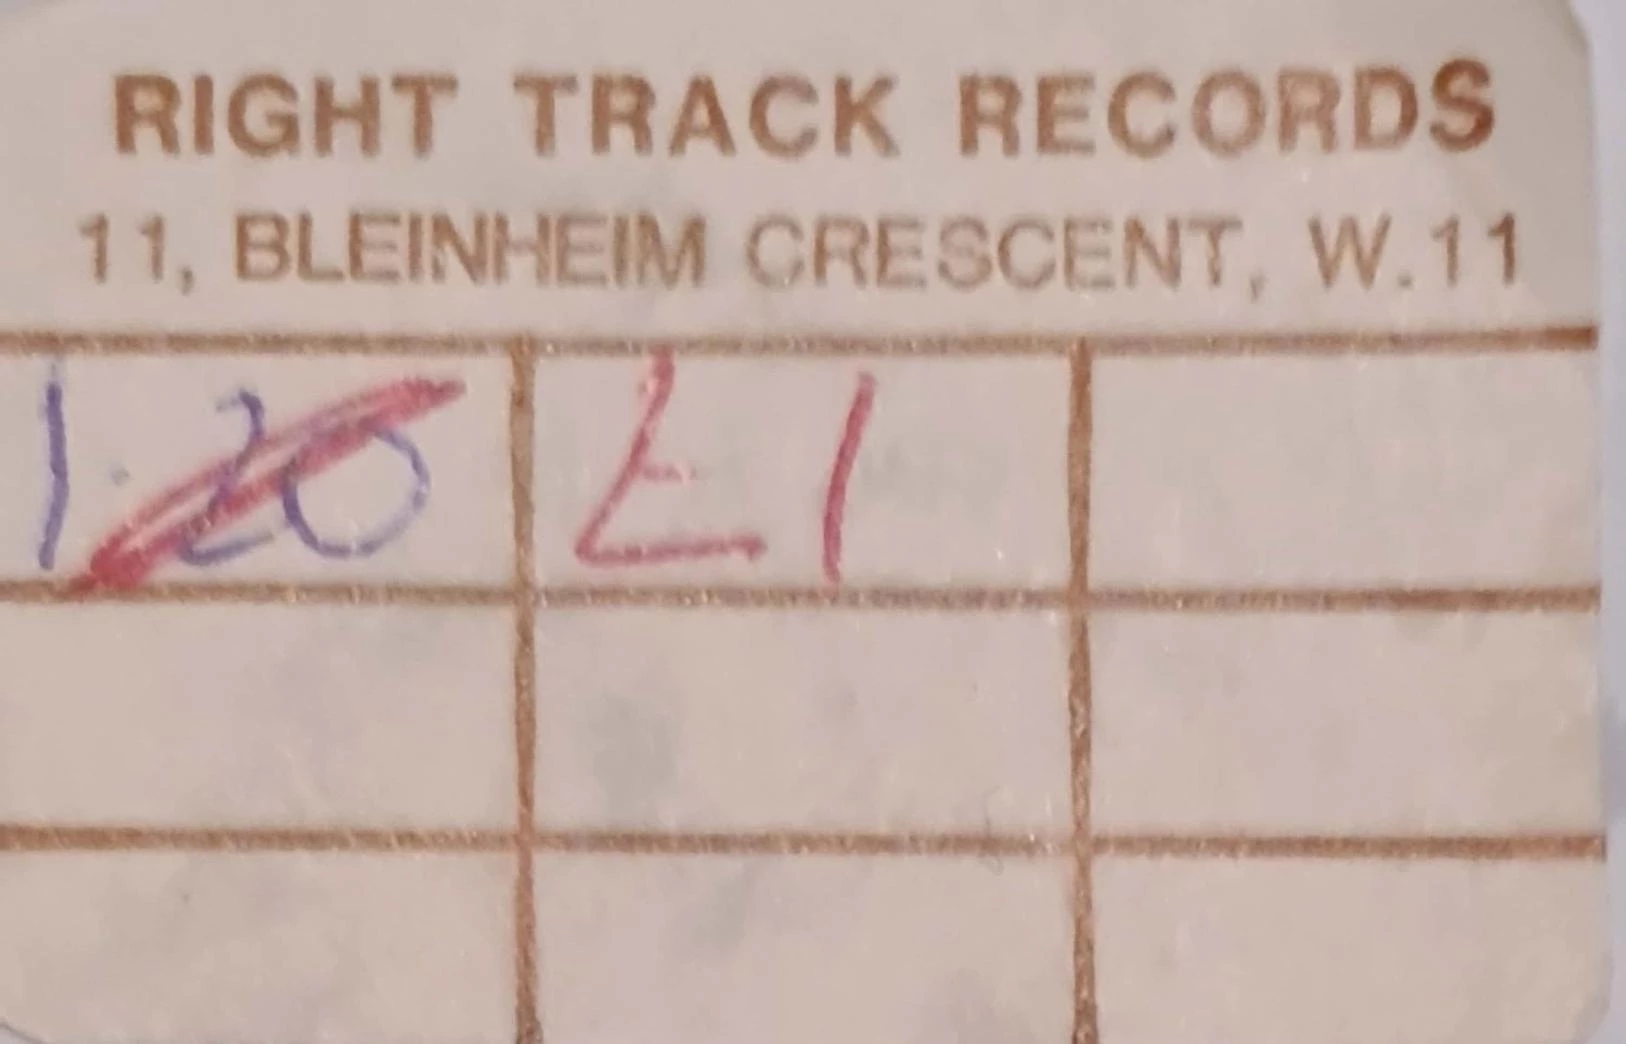 RIGHT TRACK RECORDS
11, BLEINHEIM CRESCENT, W.11
1.20 £1